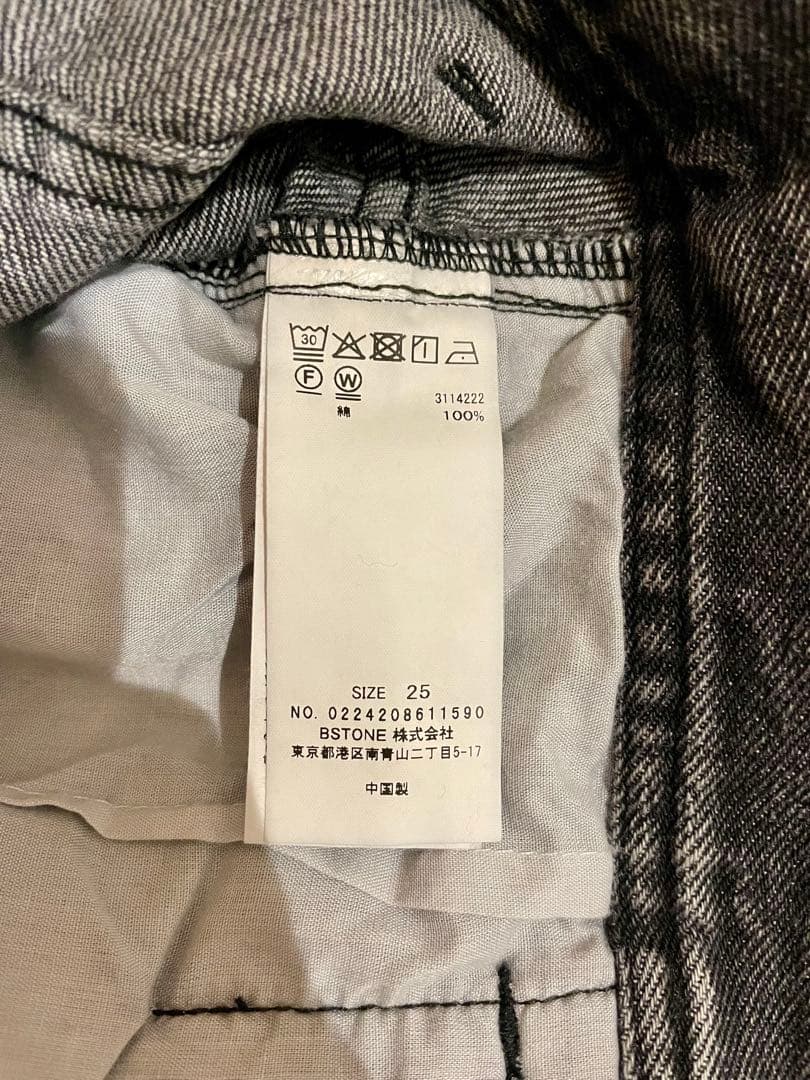 30
F W
3114222
綿 100%
SIZE 25
NO. 0224208611590
BSTONE 株式会社
東京都港区南青山二丁目5-17
中国製